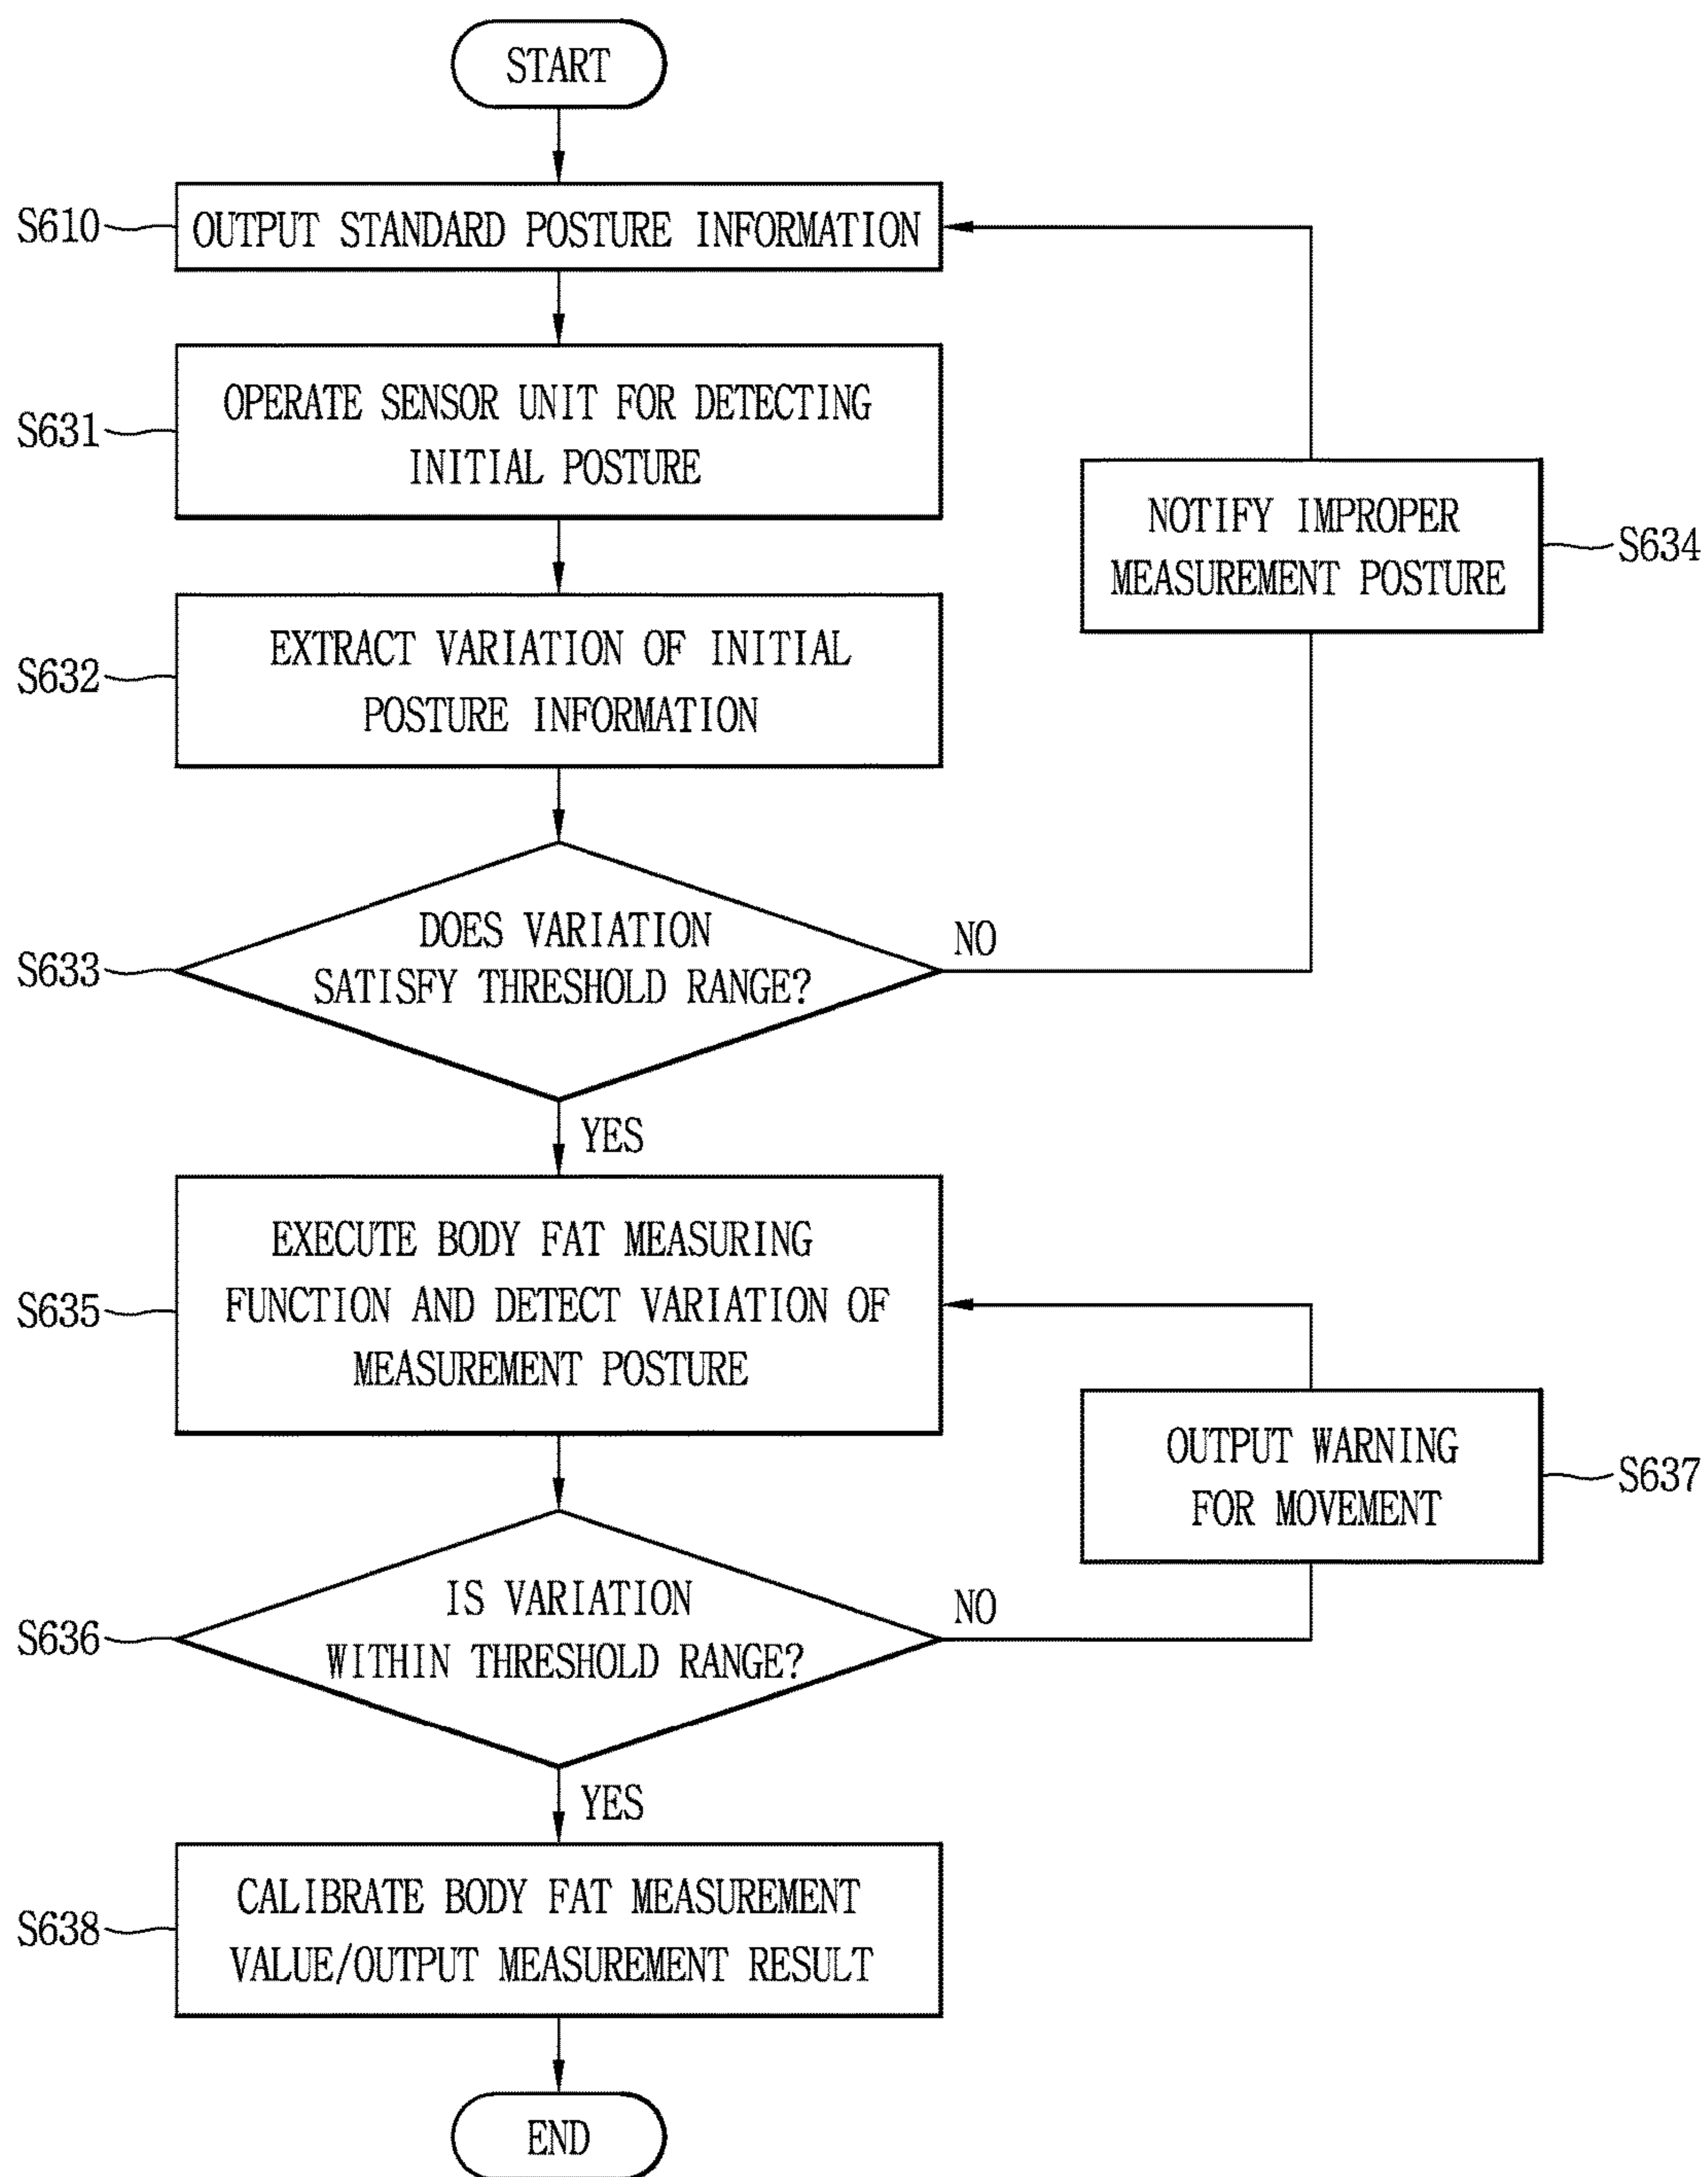 START
S610
OUTPUT STANDARD POSTURE INFORMATION
S631
OPERATE SENSOR UNIT FOR DETECTING
INITIAL POSTURE
NOTIFY IMPROPER
MEASUREMENT POSTURE
S634
S632
EXTRACT VARIATION OF INITIAL
POSTURE INFORMATION
S633
DOES VARIATION
SATISFY THRESHOLD RANGE?
NO
YES
S635
EXECUTE BODY FAT MEASURING
FUNCTION AND DETECT VARIATION OF
MEASUREMENT POSTURE
OUTPUT WARNING
FOR MOVEMENT
S637
S636
IS VARIATION
WITHIN THRESHOLD RANGE?
NO
YES
S638
CALIBRATE BODY FAT MEASUREMENT
VALUE/OUTPUT MEASUREMENT RESULT
END